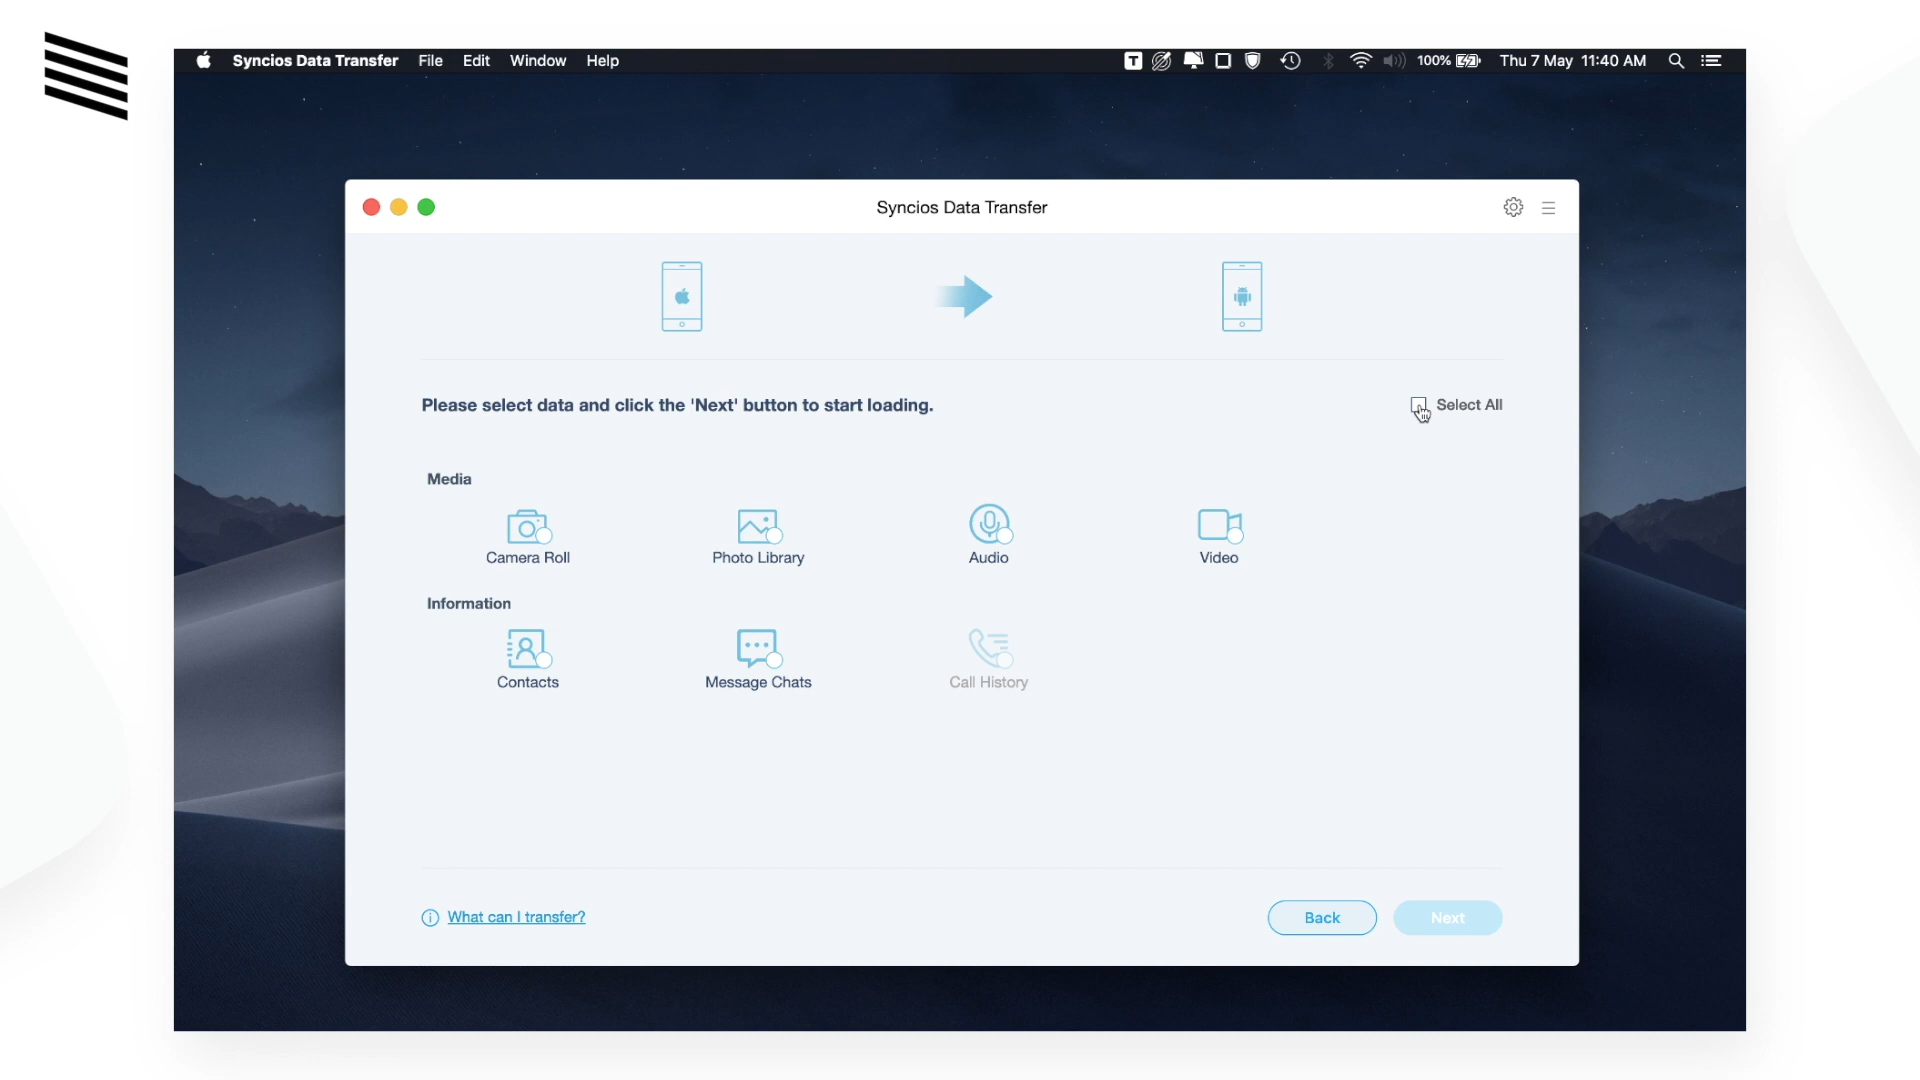 Syncios Data Transfer File Edit Window Help
T 100% Thu 7 May 11:40 AM
Syncios Data Transfer
Please select data and click the 'Next' button to start loading.
Select All
Media
Camera Roll
Photo Library
Audio
Video
Information
Contacts
Message Chats
Call History
What can I transfer?
Back
Next